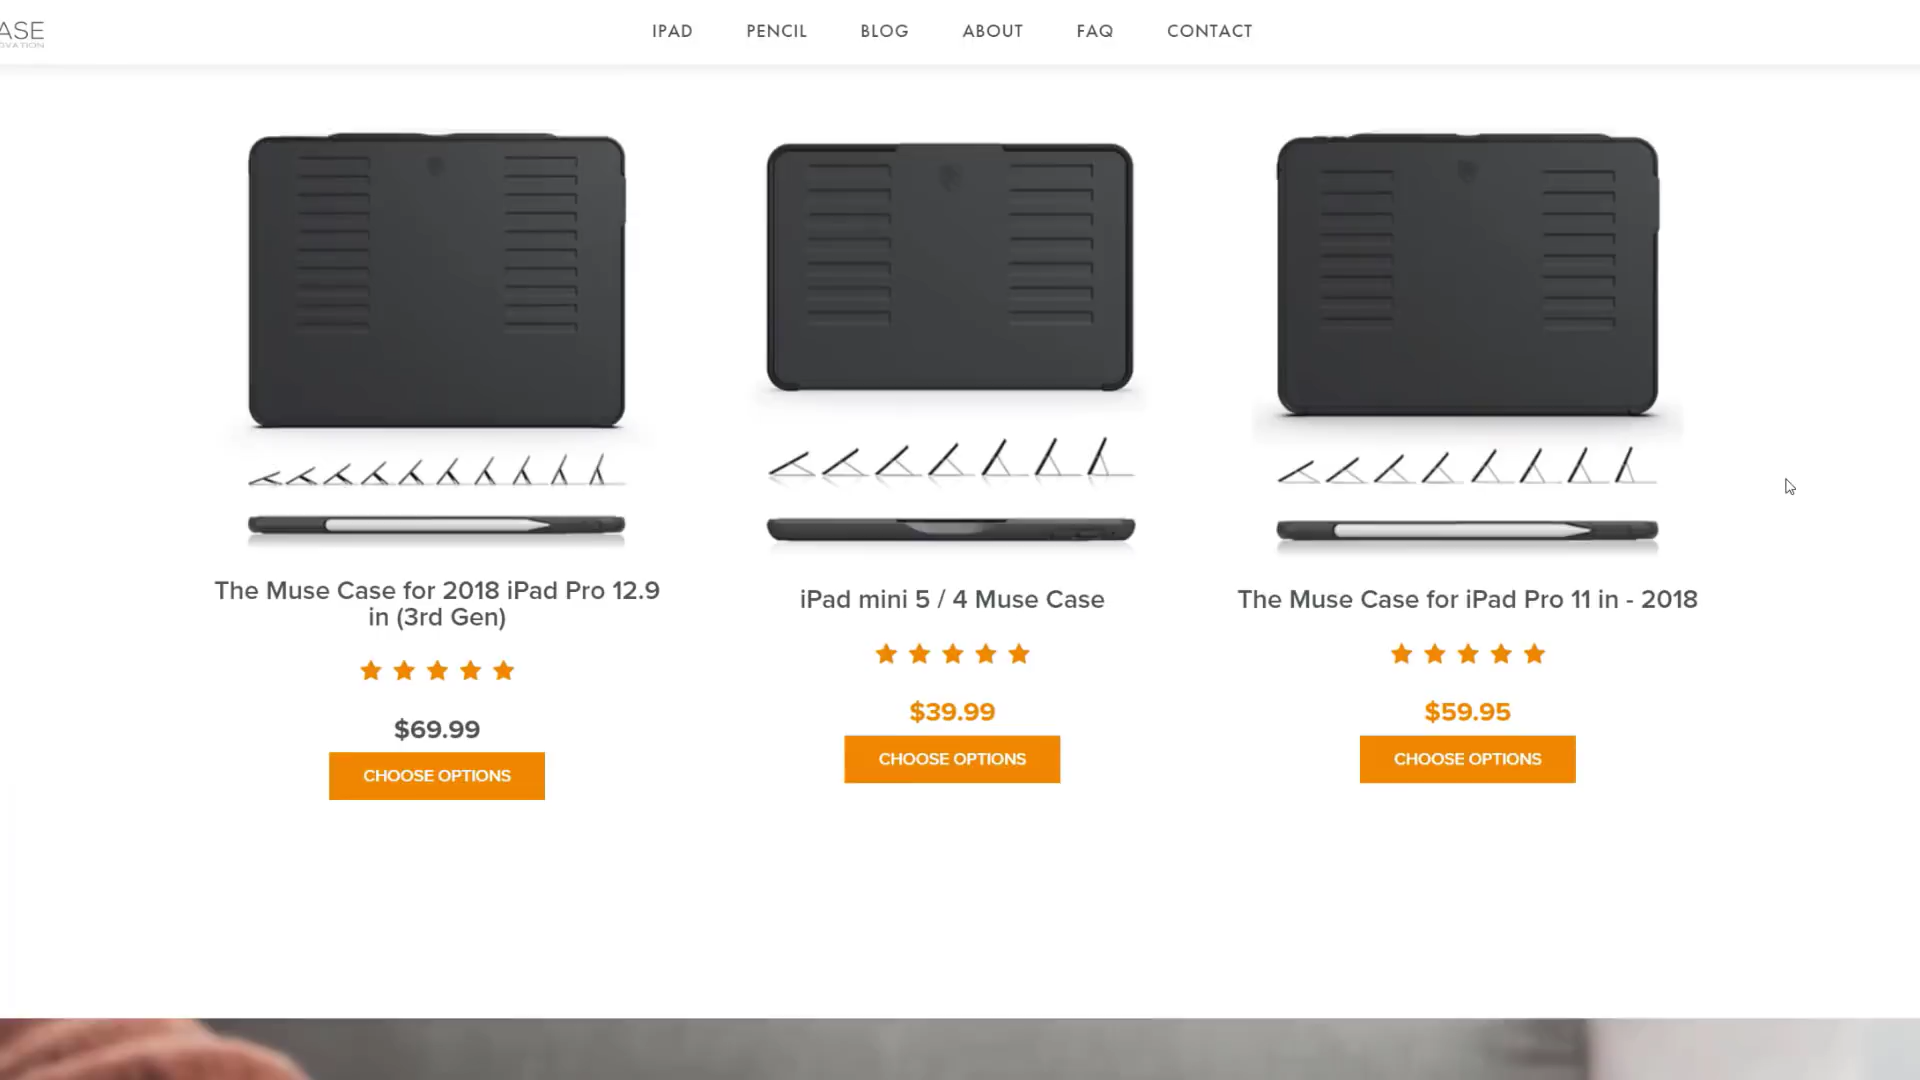 ASE
OVATION
IPAD
PENCIL
BLOG
ABOUT
FAQ
CONTACT
The Muse Case for 2018 iPad Pro 12.9
in (3rd Gen)
$69.99
CHOOSE OPTIONS
iPad mini 5 / 4 Muse Case
$39.99
CHOOSE OPTIONS
The Muse Case for iPad Pro 11 in - 2018
$59.95
CHOOSE OPTIONS